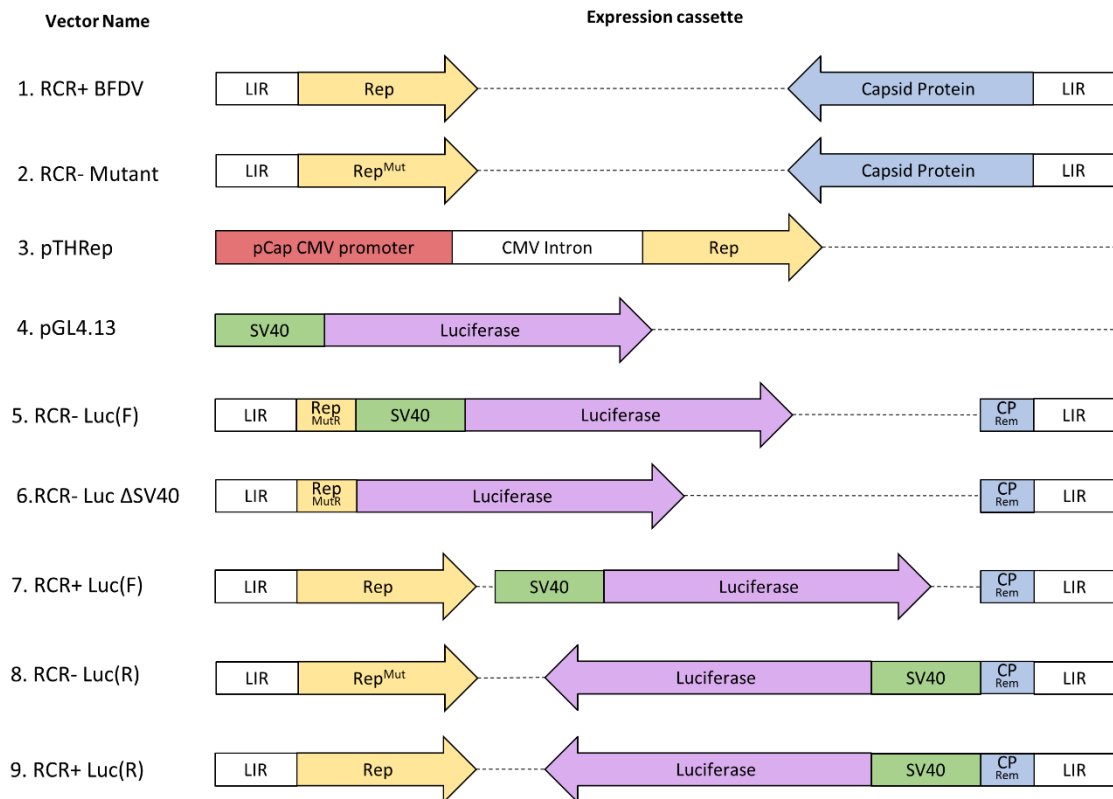 Vector Name Expression cassette
1. RCR+ BFDV LIR Rep Capsid Protein LIR
2. RCR- Mutant LIR Rep^Mut Capsid Protein LIR
3. pTHRep pCap CMV promoter CMV Intron Rep
4. pGL4.13 SV40 Luciferase
5. RCR- Luc(F) LIR Rep MutR SV40 Luciferase CP Rem LIR
6.RCR- Luc ΔSV40 LIR Rep MutR Luciferase CP Rem LIR
7. RCR+ Luc(F) LIR Rep SV40 Luciferase CP Rem LIR
8. RCR- Luc(R) LIR Rep^Mut Luciferase SV40 CP Rem LIR
9. RCR+ Luc(R) LIR Rep Luciferase SV40 CP Rem LIR